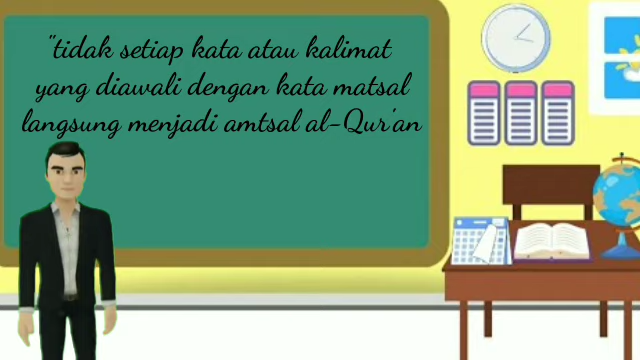 "tidak setiap kata atau kalimat
yang diawali dengan kata matsal
langsung menjadi amtsal al-Qur'an